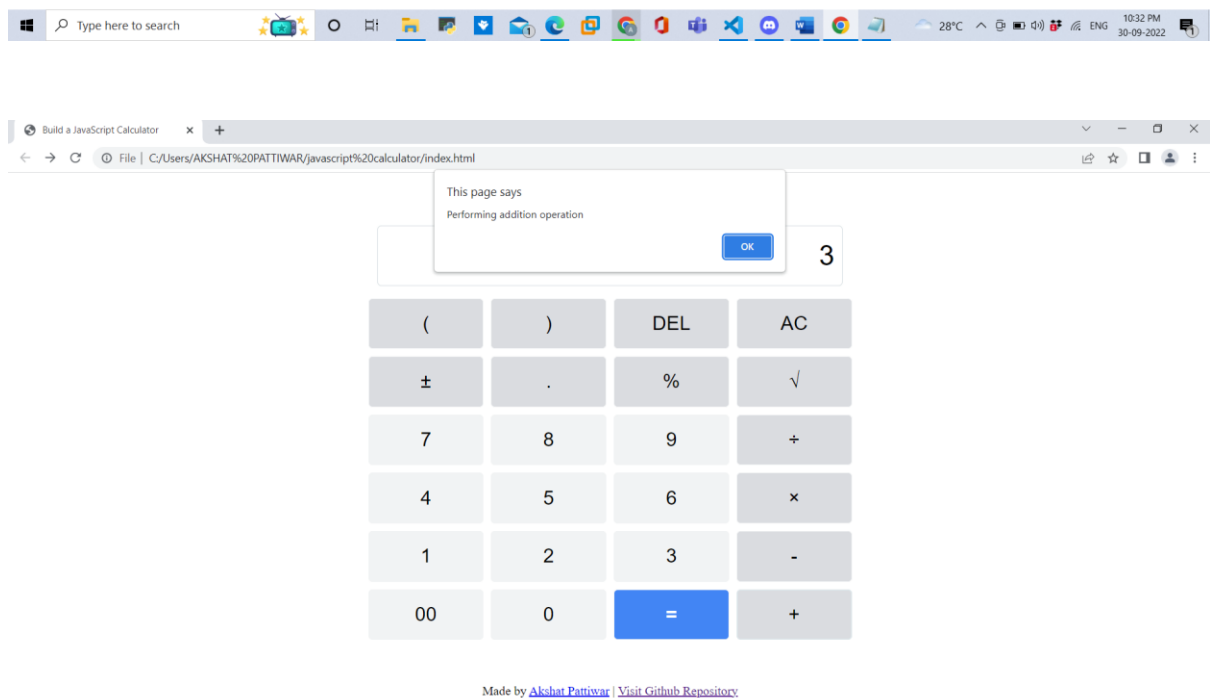 Type here to search
28°C
ENG
10:32 PM
30-09-2022
Build a JavaScript Calculator
File | C:/Users/AKSHAT%20PATTIWAR/javascript%20calculator/index.html
This page says
Performing addition operation
OK
3
( ) DEL AC
± . % √
7 8 9 ÷
4 5 6 ×
1 2 3 -
00 0 = +
Made by Akshat Pattiwar | Visit Github Repository